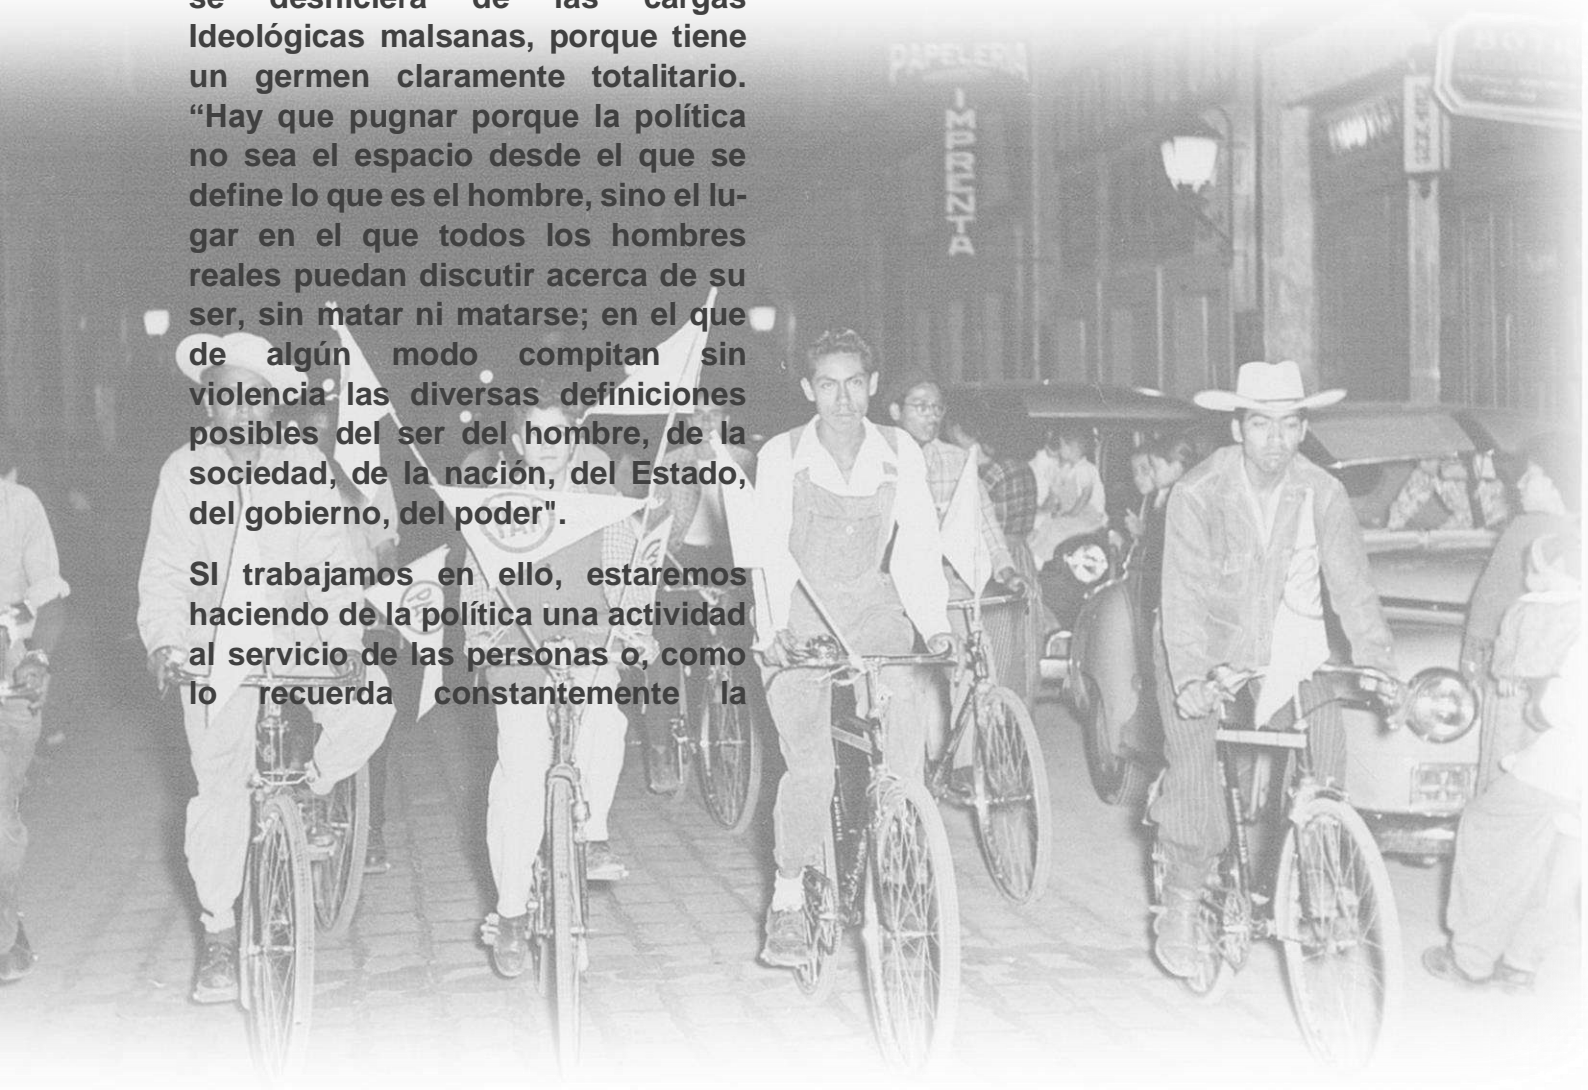 se deshiciera de las cargas
Ideológicas malsanas, porque tiene
un germen claramente totalitario.
“Hay que pugnar porque la política
no sea el espacio desde el que se
define lo que es el hombre, sino el lu-
gar en el que todos los hombres
reales puedan discutir acerca de su
ser, sin matar ni matarse; en el que
de algún modo compitan sin
violencia las diversas definiciones
posibles del ser del hombre, de la
sociedad, de la nación, del Estado,
del gobierno, del poder".
SI trabajamos en ello, estaremos
haciendo de la política una actividad
al servicio de las personas o, como
lo recuerda constantemente la
PAPELERIA
IMPRENTA
PAN
PAN